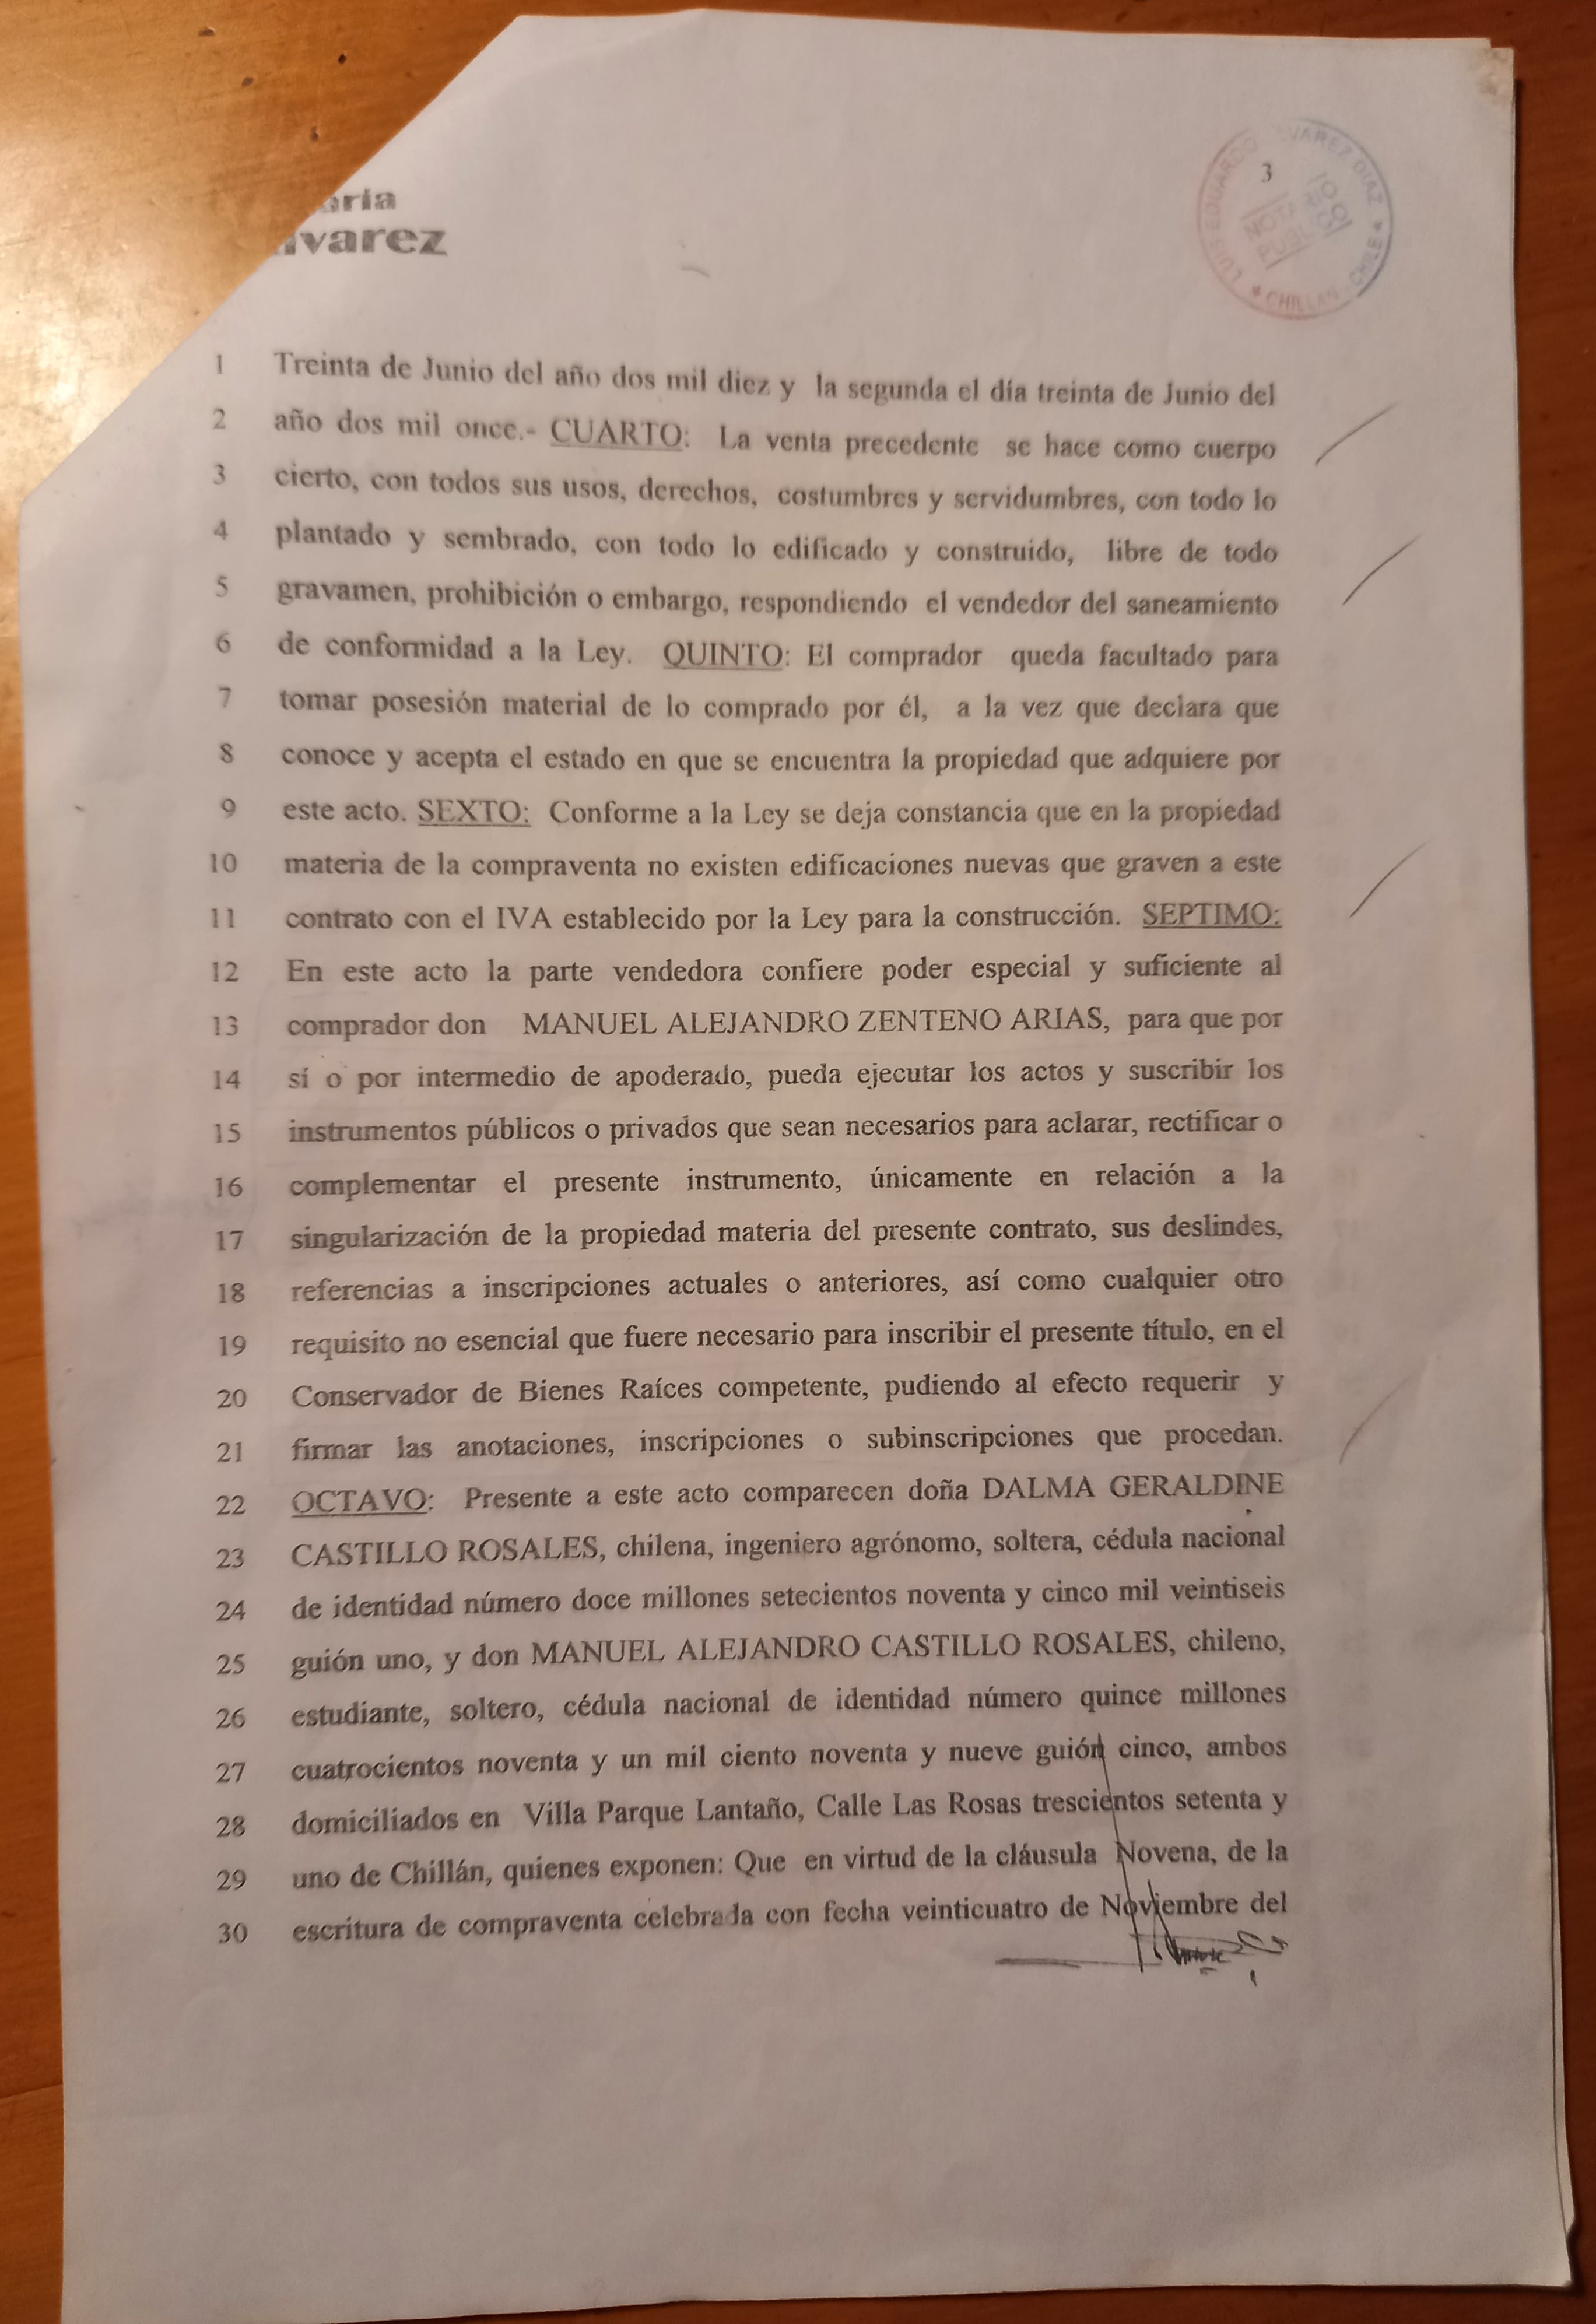 aria
lvarez
3
LUIS EDUARDO ALVAREZ DIAZ
NOTARIO
PUBLICO
* CHILLAN - CHILE *
1 Treinta de Junio del año dos mil diez y la segunda el día treinta de Junio del
2 año dos mil once.- CUARTO: La venta precedente se hace como cuerpo
3 cierto, con todos sus usos, derechos, costumbres y servidumbres, con todo lo
4 plantado y sembrado, con todo lo edificado y construido, libre de todo
5 gravamen, prohibición o embargo, respondiendo el vendedor del saneamiento
6 de conformidad a la Ley. QUINTO: El comprador queda facultado para
7 tomar posesión material de lo comprado por él, a la vez que declara que
8 conoce y acepta el estado en que se encuentra la propiedad que adquiere por
9 este acto. SEXTO: Conforme a la Ley se deja constancia que en la propiedad
10 materia de la compraventa no existen edificaciones nuevas que graven a este
11 contrato con el IVA establecido por la Ley para la construcción. SEPTIMO:
12 En este acto la parte vendedora confiere poder especial y suficiente al
13 comprador don MANUEL ALEJANDRO ZENTENO ARIAS, para que por
14 sí o por intermedio de apoderado, pueda ejecutar los actos y suscribir los
15 instrumentos públicos o privados que sean necesarios para aclarar, rectificar o
16 complementar el presente instrumento, únicamente en relación a la
17 singularización de la propiedad materia del presente contrato, sus deslindes,
18 referencias a inscripciones actuales o anteriores, así como cualquier otro
19 requisito no esencial que fuere necesario para inscribir el presente título, en el
20 Conservador de Bienes Raíces competente, pudiendo al efecto requerir y
21 firmar las anotaciones, inscripciones o subinscripciones que procedan.
22 OCTAVO: Presente a este acto comparecen doña DALMA GERALDINE
23 CASTILLO ROSALES, chilena, ingeniero agrónomo, soltera, cédula nacional
24 de identidad número doce millones setecientos noventa y cinco mil veintiseis
25 guión uno, y don MANUEL ALEJANDRO CASTILLO ROSALES, chileno,
26 estudiante, soltero, cédula nacional de identidad número quince millones
27 cuatrocientos noventa y un mil ciento noventa y nueve guión cinco, ambos
28 domiciliados en Villa Parque Lantaño, Calle Las Rosas trescientos setenta y
29 uno de Chillán, quienes exponen: Que en virtud de la cláusula Novena, de la
30 escritura de compraventa celebrada con fecha veinticuatro de Noviembre del